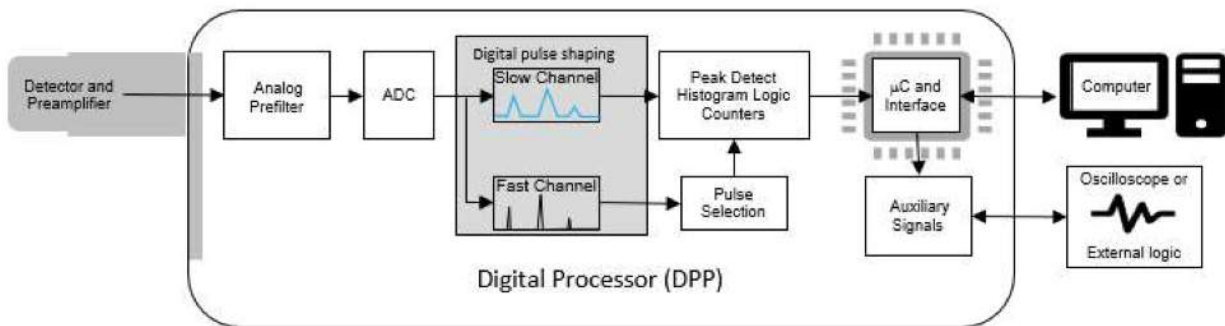 Detector and
Preamplifier
Analog
Prefilter
ADC
Digital pulse shaping
Slow Channel
Fast Channel
Peak Detect
Histogram Logic
Counters
Pulse
Selection
µC and
Interface
Auxiliary
Signals
Computer
Oscilloscope or
External logic
Digital Processor (DPP)